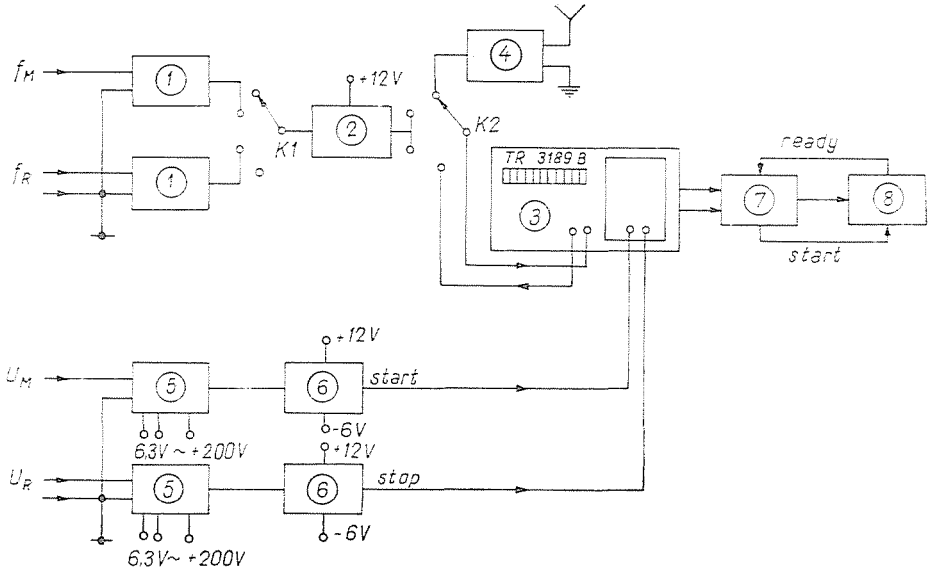 4
f_M
1
+12V
2
K1
K2
f_R
1
TR 3189 B
3
ready
7
8
start
U_M
5
+12V
6
start
-6V
6,3V~ +200V
U_R
5
+12V
6
stop
-6V
6,3V~ +200V